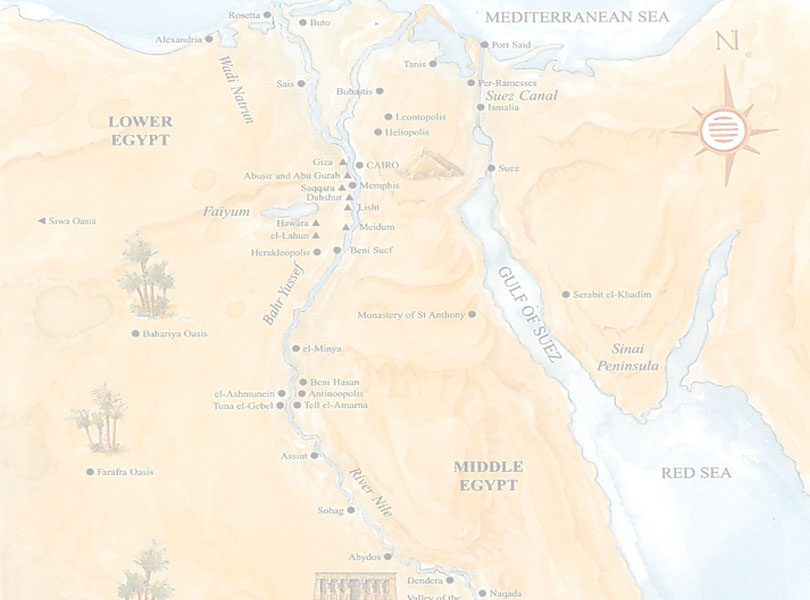 MEDITERRANEAN SEA
Rosetta
Buto
Alexandria
Port Said
N
Tanis
Wadi Natrun
Sais
Bubastis
Per-Ramesses
Suez Canal
Ismalia
Leontopolis
Heliopolis
LOWER
EGYPT
Giza
CAIRO
Suez
Abusir and Abu Gurab
Saqqara
Memphis
Dahshur
Lisht
Faiyum
Siwa Oasis
Hawara
Meidum
el-Lahun
Herakleopolis
Beni Suef
Bahr Yussef
GULF OF SUEZ
Serabit el-Khadim
Monastery of St Anthony
Bahariya Oasis
el-Minya
Sinai
Peninsula
Beni Hasan
el-Ashmunein
Antinoopolis
Tuna el-Gebel
Tell el-Amarna
Assiut
MIDDLE
EGYPT
RED SEA
Farafra Oasis
River Nile
Sohag
Abydos
Dendera
Naqada
Valley of the